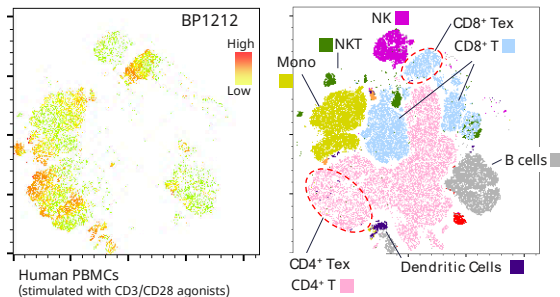 BP1212
High
Low
Human PBMCs
(stimulated with CD3/CD28 agonists)
NK
NKT
Mono
CD8⁺ Tex
CD8⁺ T
B cells
CD4⁺ Tex
CD4⁺ T
Dendritic Cells